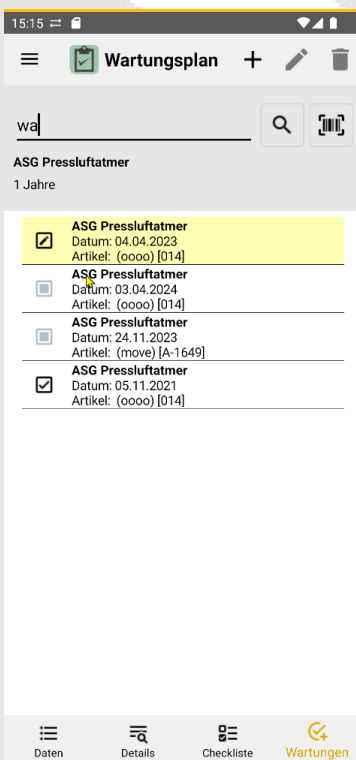 15:15
Wartungsplan
wa
ASG Pressluftatmer
1 Jahre
ASG Pressluftatmer
Datum: 04.04.2023
Artikel: (oooo) [014]
ASG Pressluftatmer
Datum: 03.04.2024
Artikel: (oooo) [014]
ASG Pressluftatmer
Datum: 24.11.2023
Artikel: (move) [A-1649]
ASG Pressluftatmer
Datum: 05.11.2021
Artikel: (oooo) [014]
Daten Details Checkliste Wartungen